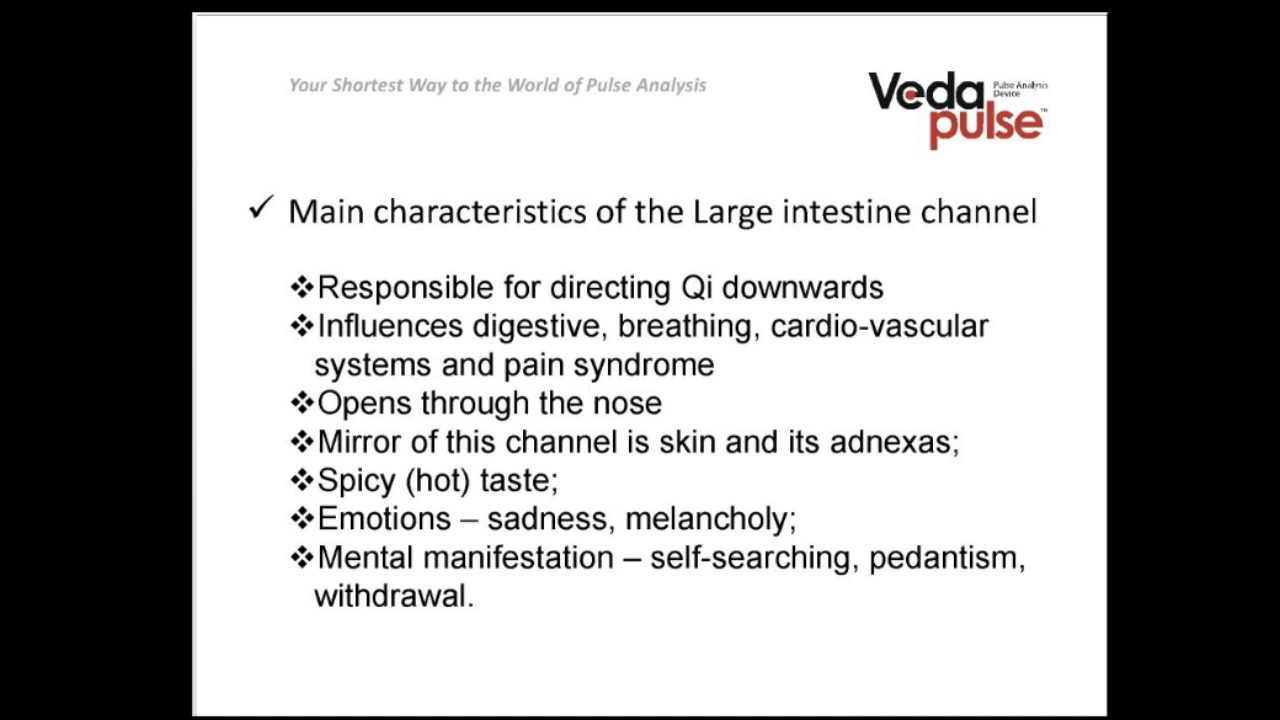 Your Shortest Way to the World of Pulse Analysis
Veda
pulse™
Pulse Analysis
Device
✓ Main characteristics of the Large intestine channel
❖Responsible for directing Qi downwards
❖Influences digestive, breathing, cardio-vascular
systems and pain syndrome
❖Opens through the nose
❖Mirror of this channel is skin and its adnexas;
❖Spicy (hot) taste;
❖Emotions – sadness, melancholy;
❖Mental manifestation – self-searching, pedantism,
withdrawal.